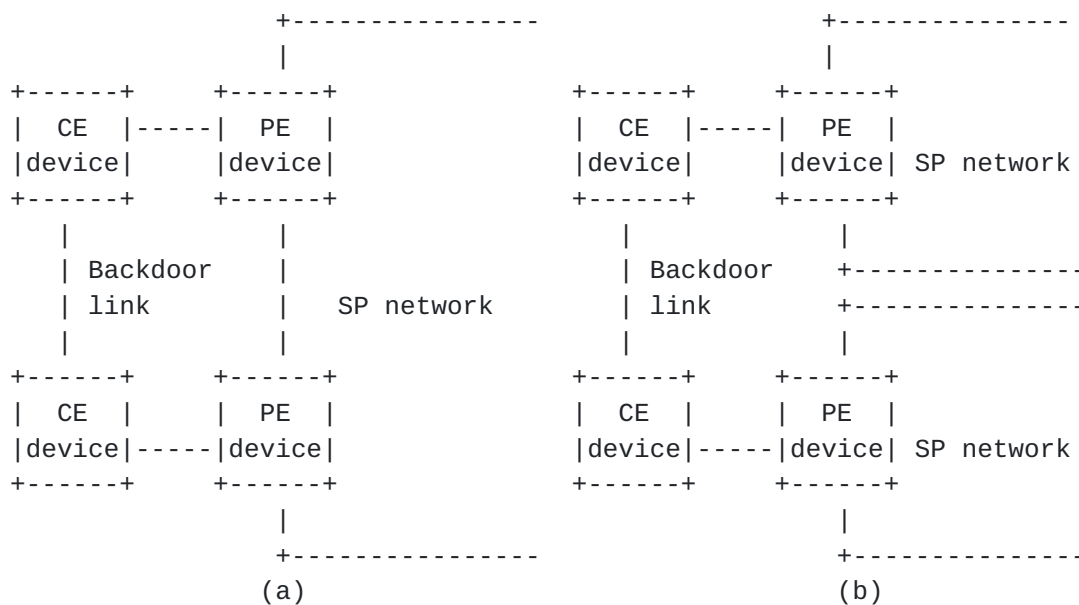 +----------------                  +---------------
                 |                                  |
+------+     +------+               +------+     +------+
|  CE  |-----|  PE  |               |  CE  |-----|  PE  |
|device|     |device|               |device|     |device| SP network
+------+     +------+               +------+     +------+
   |             |                     |             |
   | Backdoor    |                     | Backdoor    +---------------
   | link        |   SP network        | link        +---------------
   |             |                     |             |
+------+     +------+               +------+     +------+
|  CE  |     |  PE  |               |  CE  |     |  PE  |
|device|-----|device|               |device|-----|device| SP network
+------+     +------+               +------+     +------+
                 |                                   |
                 +----------------                   +---------------
                (a)                                  (b)